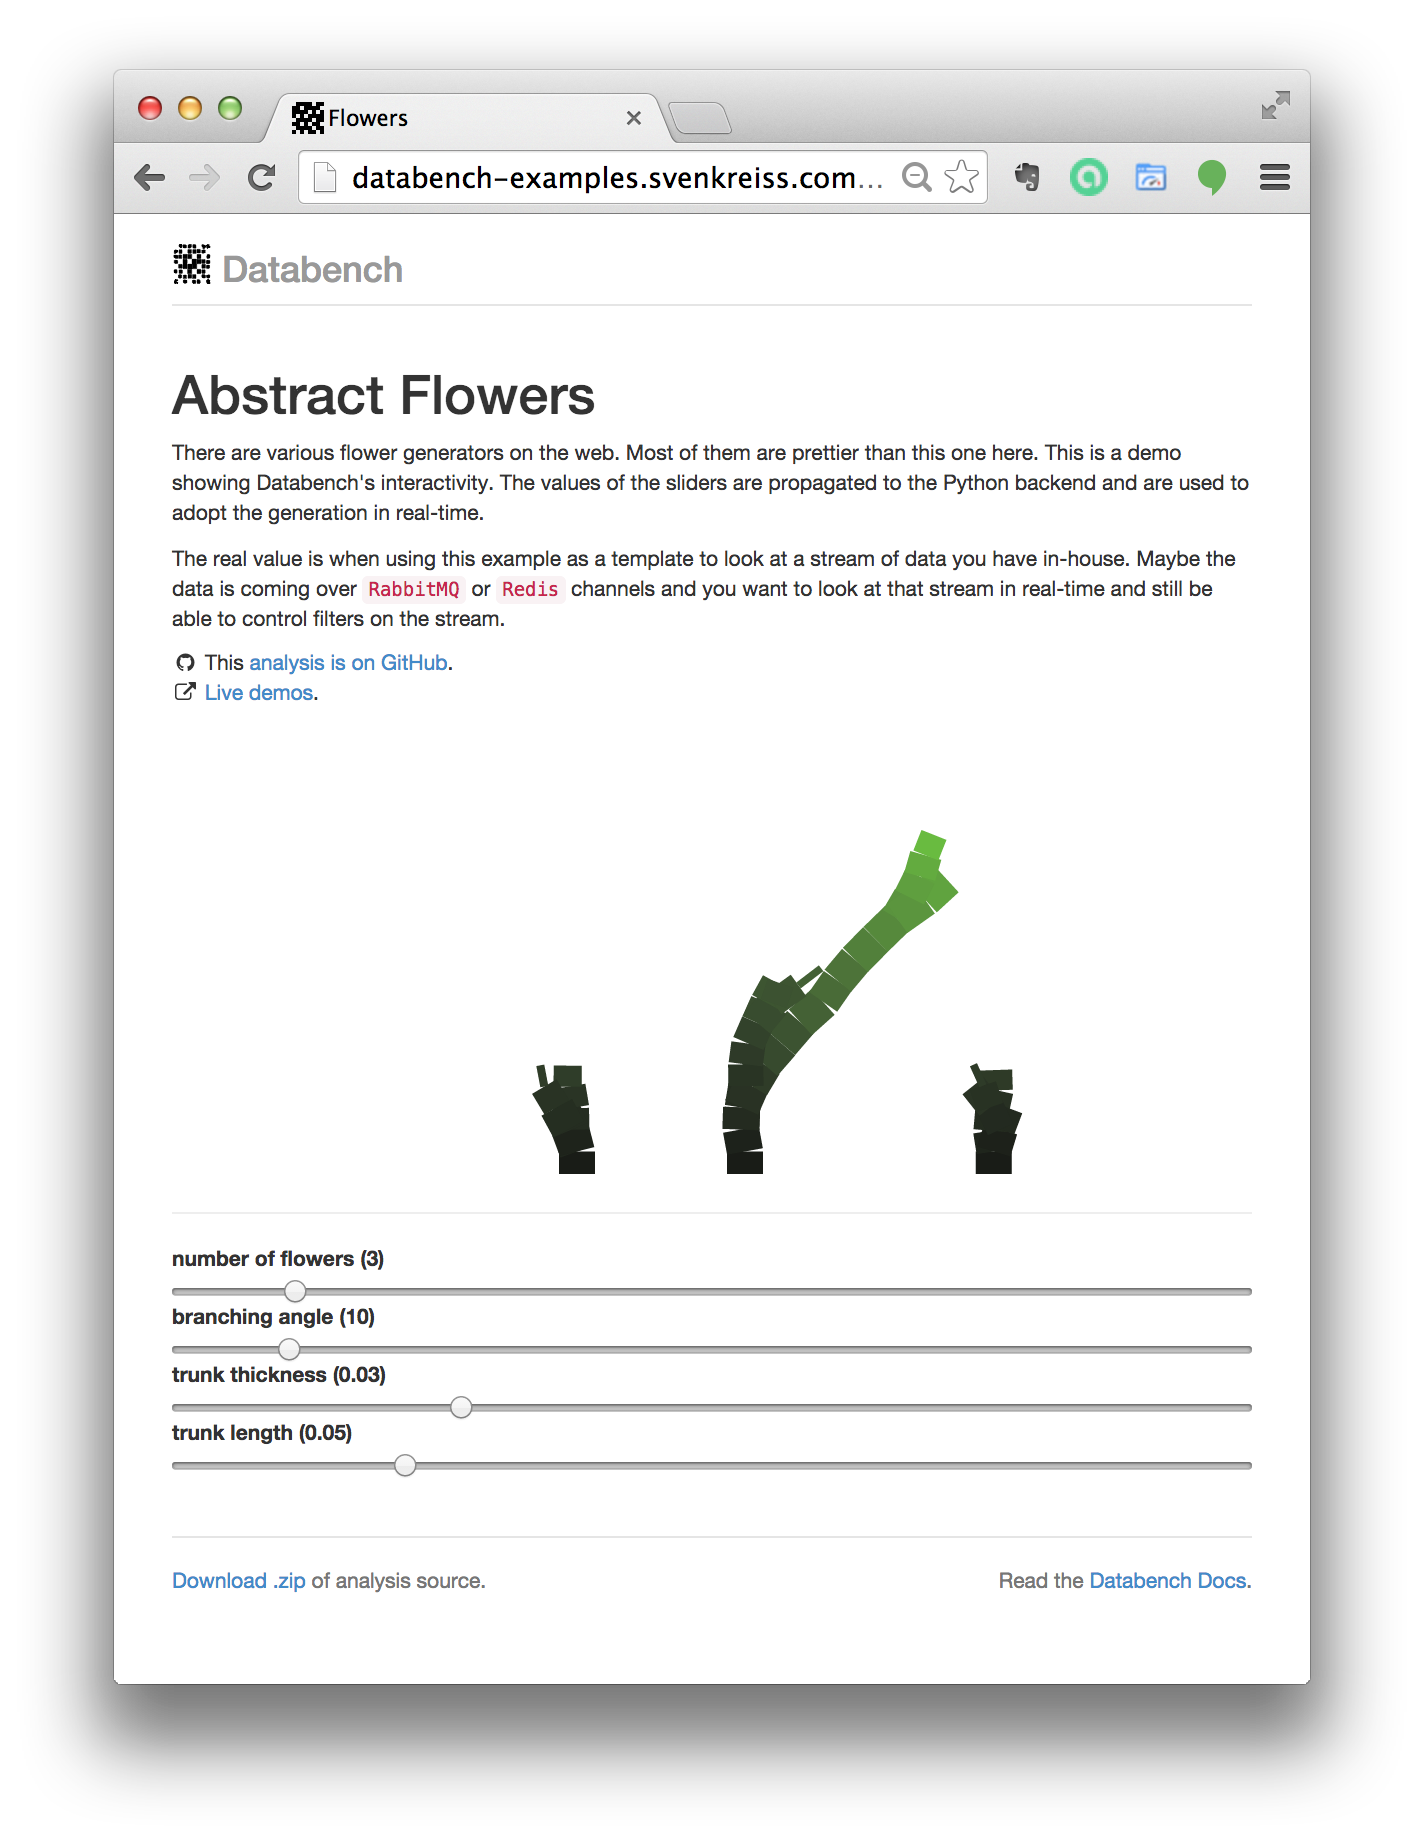 Flowers
databench-examples.svenkreiss.com...
Databench
Abstract Flowers
There are various flower generators on the web. Most of them are prettier than this one here. This is a demo
showing Databench's interactivity. The values of the sliders are propagated to the Python backend and are used to
adopt the generation in real-time.
The real value is when using this example as a template to look at a stream of data you have in-house. Maybe the
data is coming over RabbitMQ or Redis channels and you want to look at that stream in real-time and still be
able to control filters on the stream.
This analysis is on GitHub.
Live demos.
number of flowers (3)
branching angle (10)
trunk thickness (0.03)
trunk length (0.05)
Download .zip of analysis source.
Read the Databench Docs.